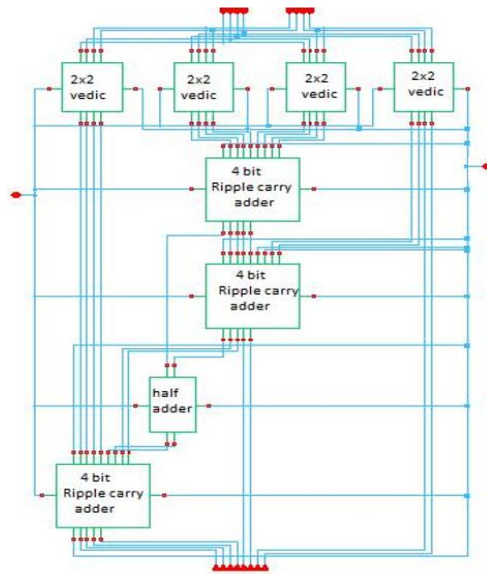 2x2
vedic
2x2
vedic
2x2
vedic
2x2
vedic
4 bit
Ripple carry
adder
4 bit
Ripple carry
adder
half
adder
4 bit
Ripple carry
adder